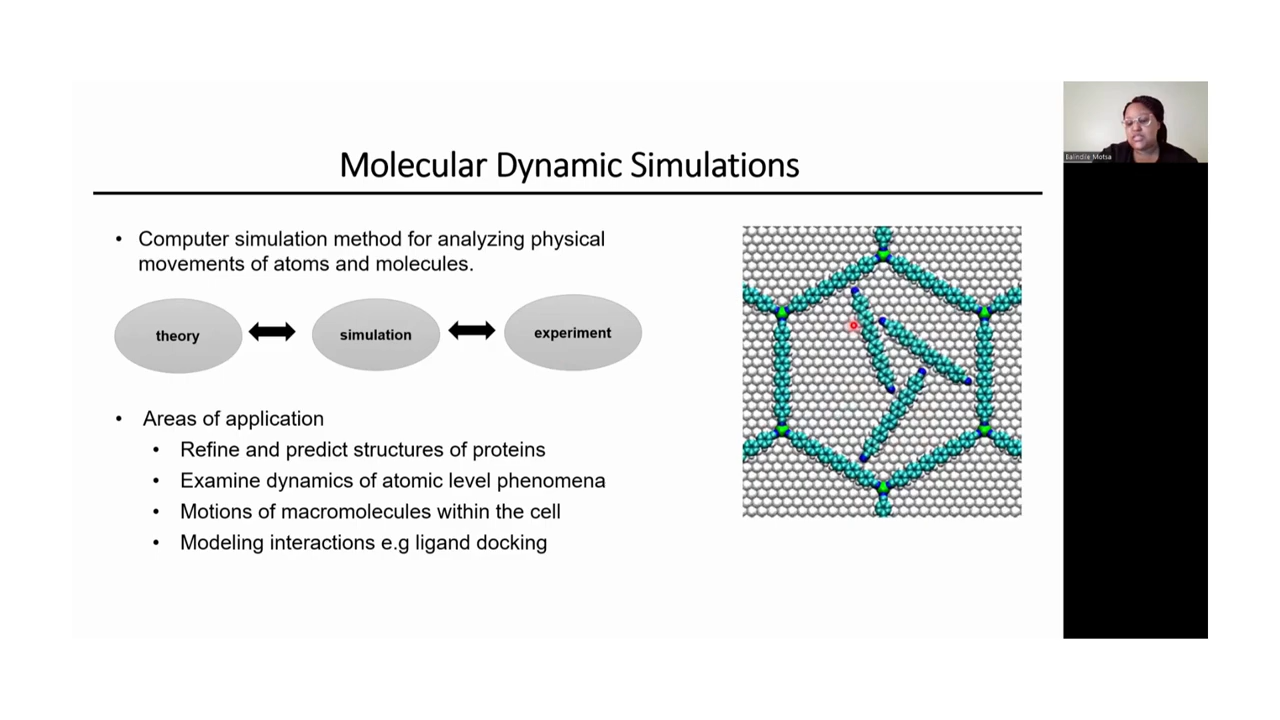 Molecular Dynamic Simulations
• Computer simulation method for analyzing physical
movements of atoms and molecules.
theory
simulation
experiment
• Areas of application
• Refine and predict structures of proteins
• Examine dynamics of atomic level phenomena
• Motions of macromolecules within the cell
• Modeling interactions e.g ligand docking
Motsa